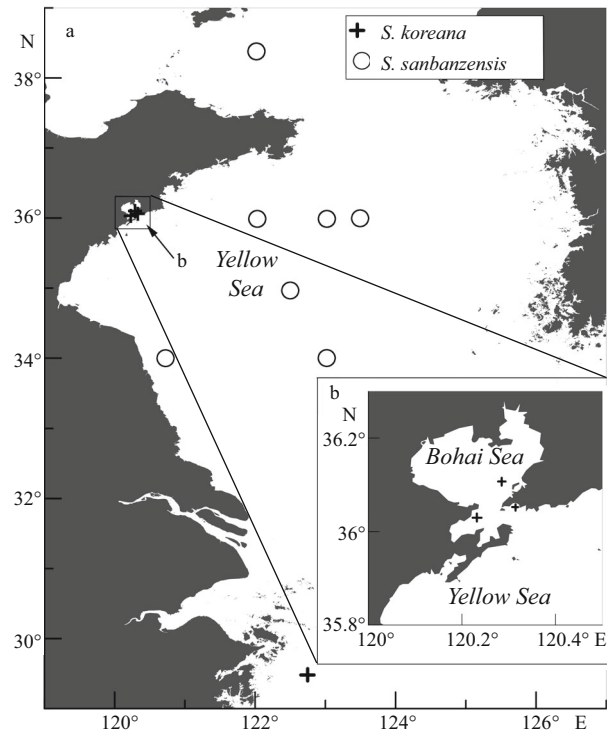 a
N
38°
36°
34°
32°
30°
120°
122°
124°
126°
E
S. koreana
S. sanbanzensis
b
Yellow
Sea
b
N
36.2°
36°
35.8°
Bohai Sea
Yellow Sea
120°
120.2°
120.4° E